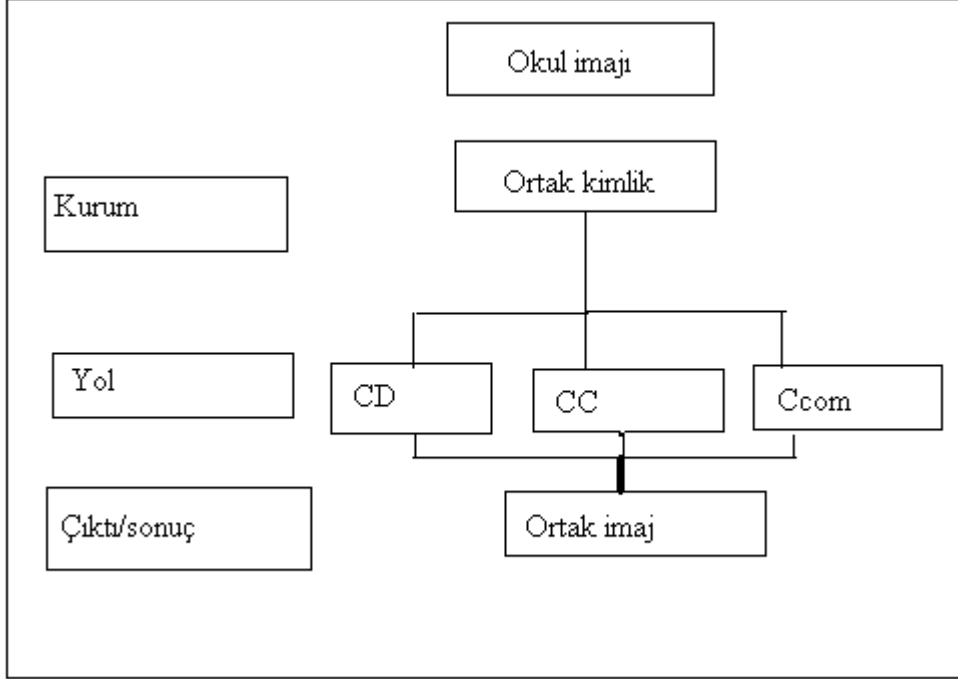 Okul imajı
Ortak kimlik
Kurum
Yol
CD
CC
Ccom
Çıktı/sonuç
Ortak imaj